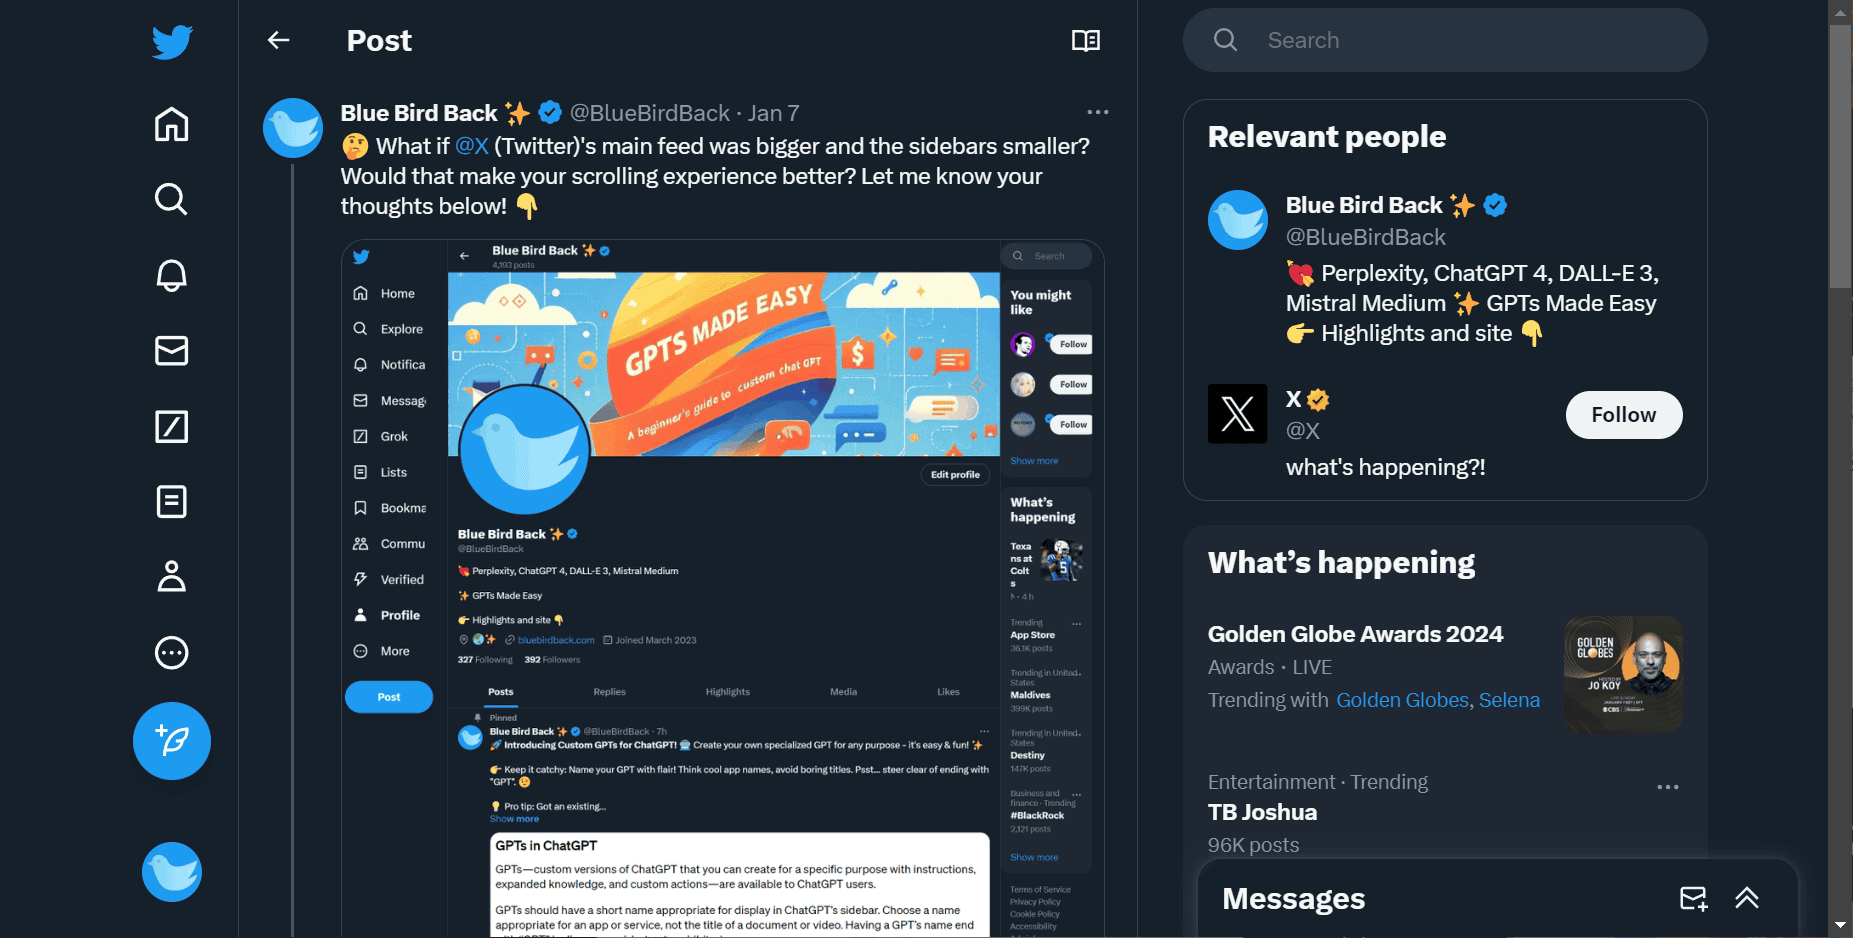 Post
Search
Blue Bird Back ✨ @BlueBirdBack · Jan 7
🤔 What if @X (Twitter)'s main feed was bigger and the sidebars smaller?
Would that make your scrolling experience better? Let me know your
thoughts below! 👇
Blue Bird Back ✨
4,193 posts
Search
Home
Explore
Notifica
Messag
Grok
Lists
Bookma
Commu
Verified
Profile
More
Post
GPTS MADE EASY
A beginner's guide to custom chat GPT
Edit profile
Blue Bird Back ✨
@BlueBirdBack
💘 Perplexity, ChatGPT 4, DALL-E 3, Mistral Medium
✨ GPTs Made Easy
👉 Highlights and site 👇
bluebirdback.com Joined March 2023
327 Following 392 Followers
Posts Replies Highlights Media Likes
Pinned
Blue Bird Back ✨ @BlueBirdBack · 7h
🚀 Introducing Custom GPTs for ChatGPT! Create your own specialized GPT for any purpose - it's easy & fun! ✨
👉 Keep it catchy: Name your GPT with flair! Think cool app names, avoid boring titles. Psst... steer clear of ending with
"GPT". 😉
💡 Pro tip: Got an existing...
Show more
GPTs in ChatGPT
GPTs—custom versions of ChatGPT that you can create for a specific purpose with instructions,
expanded knowledge, and custom actions—are available to ChatGPT users.
GPTs should have a short name appropriate for display in ChatGPT's sidebar. Choose a name
appropriate for an app or service, not the title of a document or video. Having a GPT's name end
You might
like
Follow
Follow
Follow
Show more
What's
happening
Texa
ns at
Colt
s
· 4h
Trending
App Store
36.1K posts
Trending in United
States
Maldives
399K posts
Trending in United
States
Destiny
147K posts
Business and
finance · Trending
#BlackRock
2,121 posts
Show more
Terms of Service
Privacy Policy
Cookie Policy
Accessibility
Relevant people
Blue Bird Back ✨
@BlueBirdBack
💘 Perplexity, ChatGPT 4, DALL-E 3,
Mistral Medium ✨ GPTs Made Easy
👉 Highlights and site 👇
X
@X
Follow
what's happening?!
What's happening
Golden Globe Awards 2024
Awards · LIVE
Trending with Golden Globes, Selena
GOLDEN
GLOBES
HOSTED BY
JO KOY
CBS
Entertainment · Trending
TB Joshua
96K posts
Messages